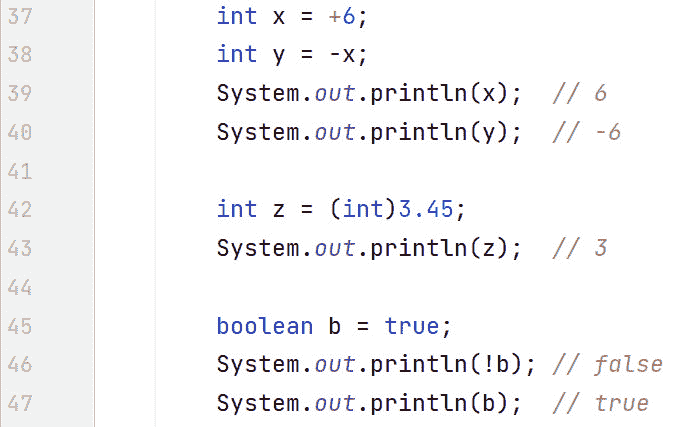 37 int x = +6;
38 int y = -x;
39 System.out.println(x);  // 6
40 System.out.println(y);  // -6
41
42 int z = (int)3.45;
43 System.out.println(z);  // 3
44
45 boolean b = true;
46 System.out.println(!b); // false
47 System.out.println(b);  // true